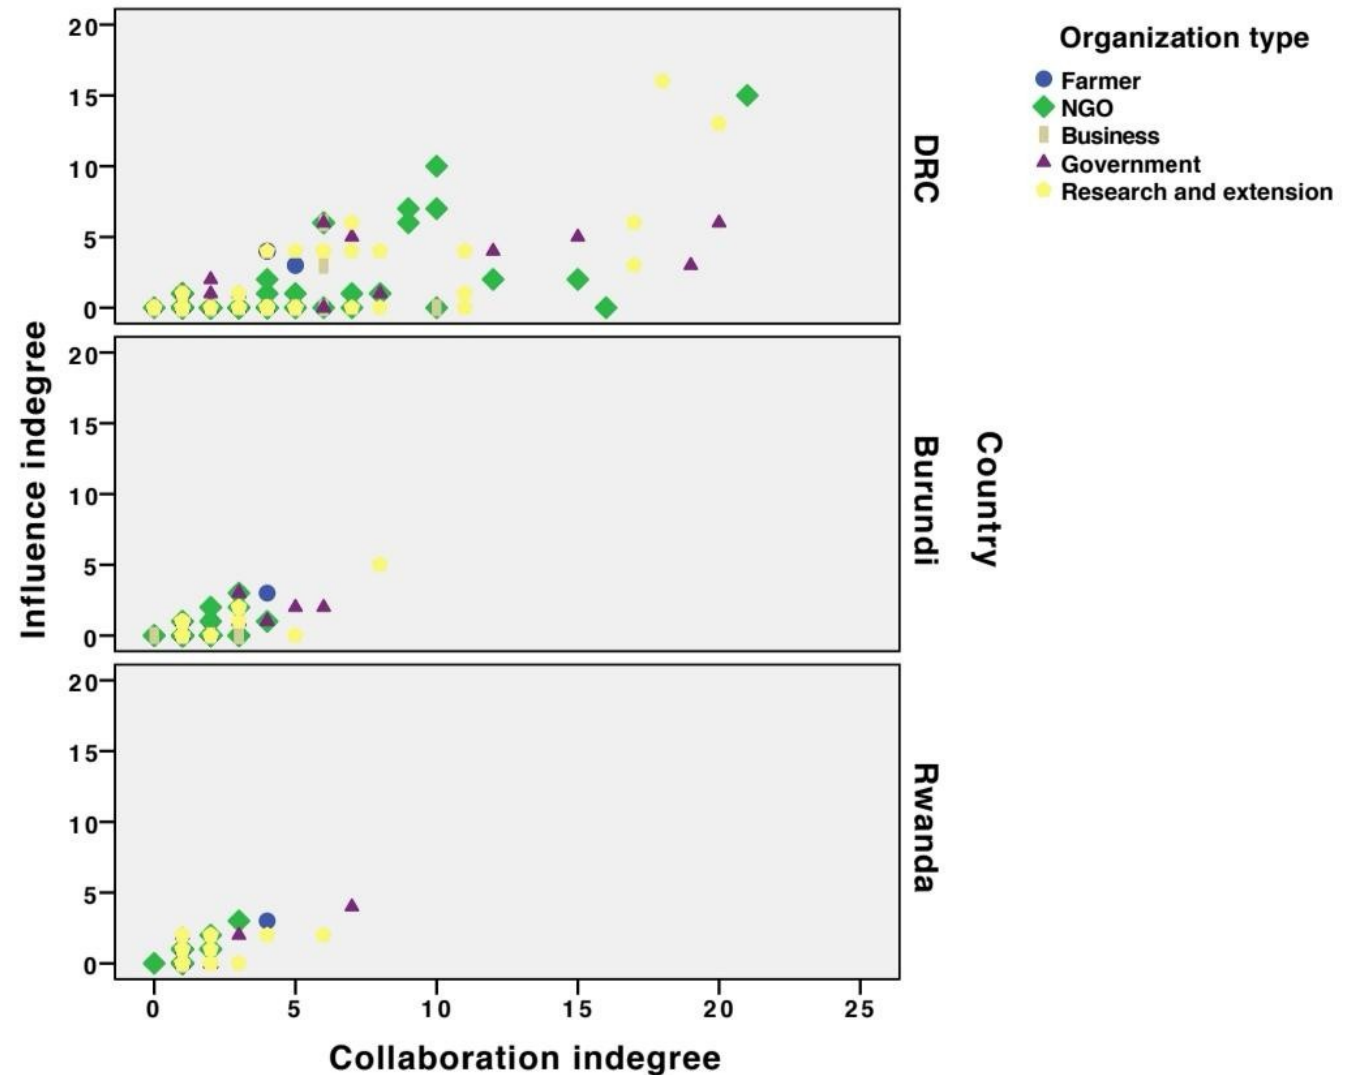 Organization type
Farmer
NGO
Business
Government
Research and extension
Influence indegree
20
15
10
5
0
DRC
20
15
10
5
0
Burundi
Country
20
15
10
5
0
Rwanda
0 5 10 15 20 25
Collaboration indegree